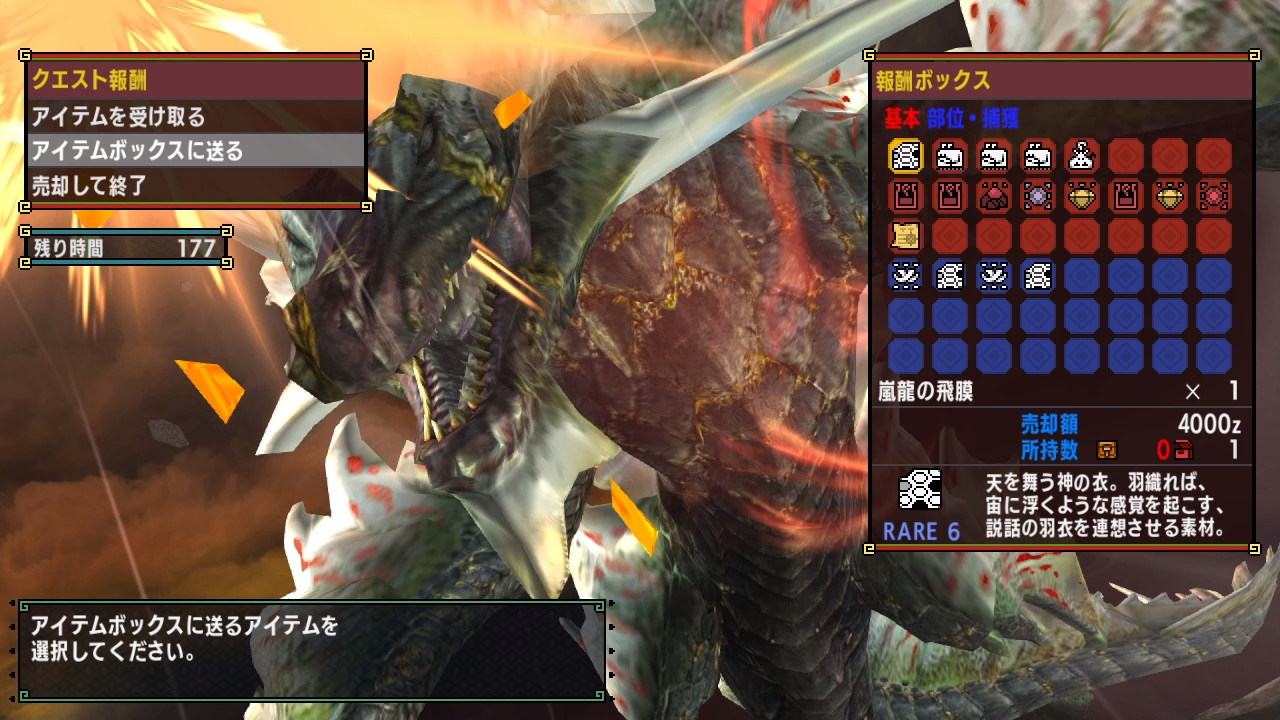 クエスト報酬
アイテムを受け取る
アイテムボックスに送る
売却して終了
残り時間 177
報酬ボックス
基本 部位・捕獲
嵐龍の飛膜 × 1
売却額 4000z
所持数 0 1
天を舞う神の衣。羽織れば、
宙に浮くような感覚を起こす、
説話の羽衣を連想させる素材。
RARE 6
アイテムボックスに送るアイテムを
選択してください。